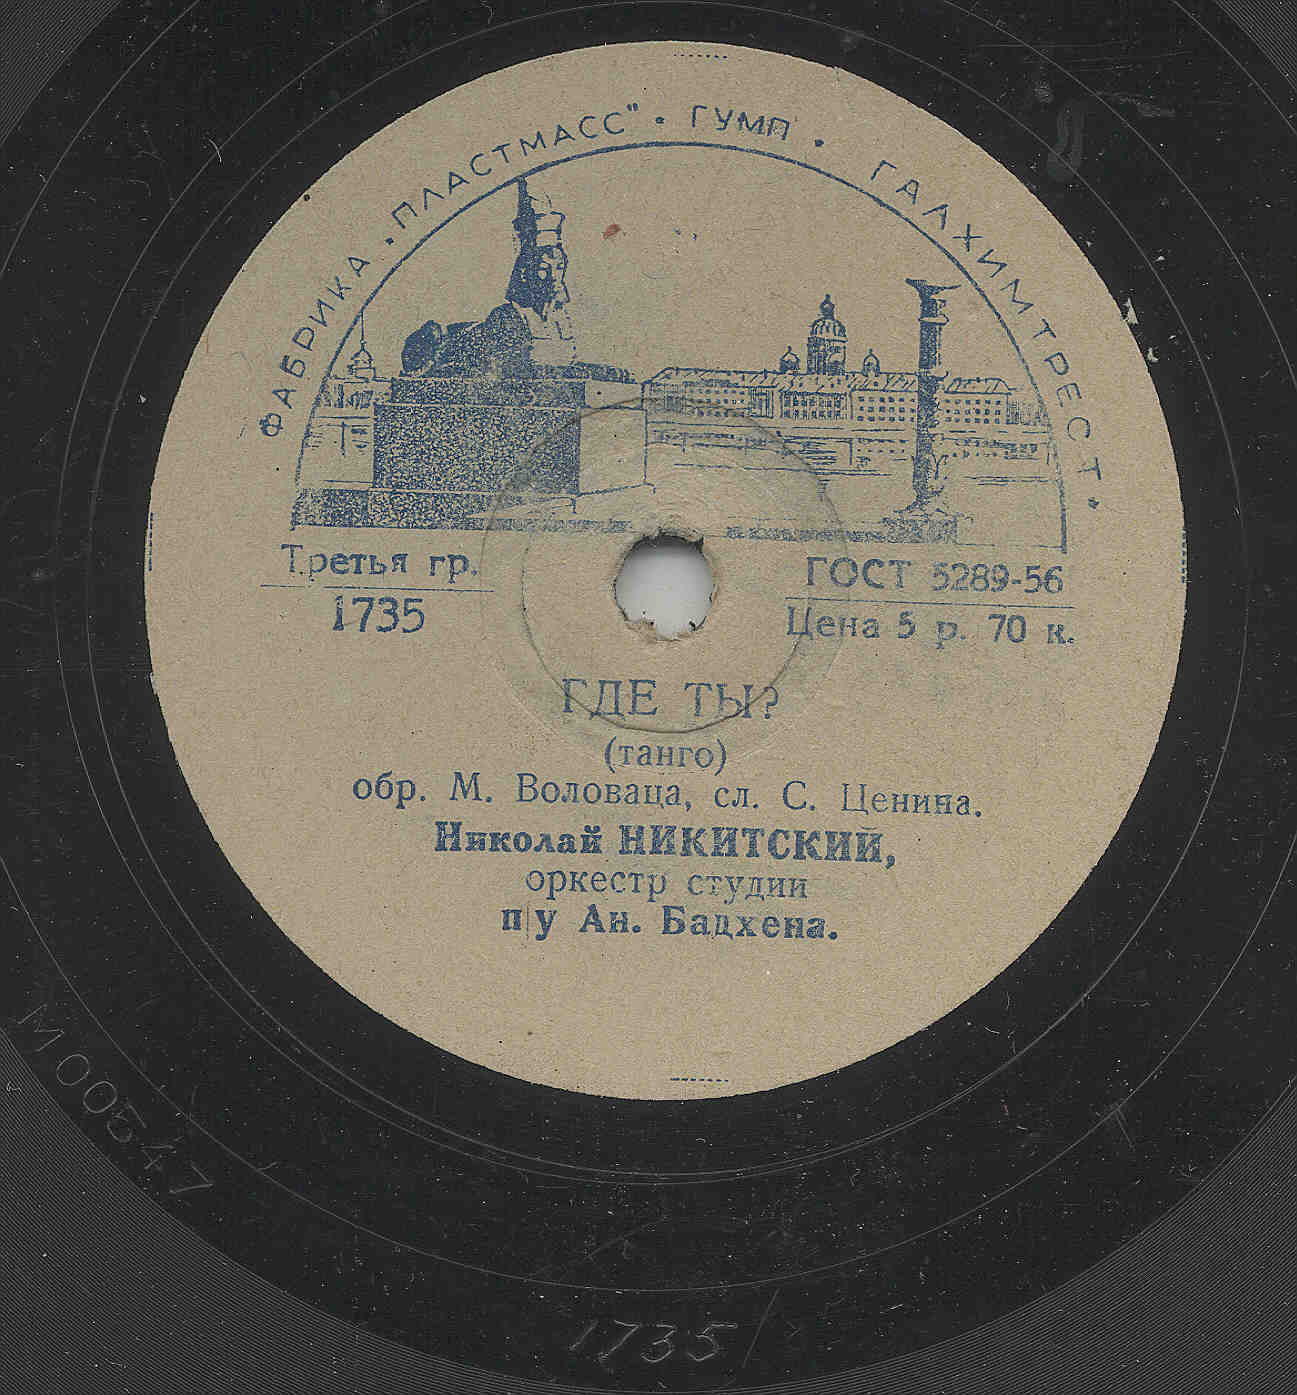 ФАБРИКА „ПЛАСТМАСС" • ГУМП • ГАЛАХИМТРЕСТ •
Третья гр.
1735
ГОСТ 5289-56
Цена 5 р. 70 к.
ГДЕ ТЫ?
(танго)
обр. М. Воловаца, сл. С. Ценина.
Николай НИКИТСКИЙ,
оркестр студии
п/у Ан. Бадхена.
М00547
1735/